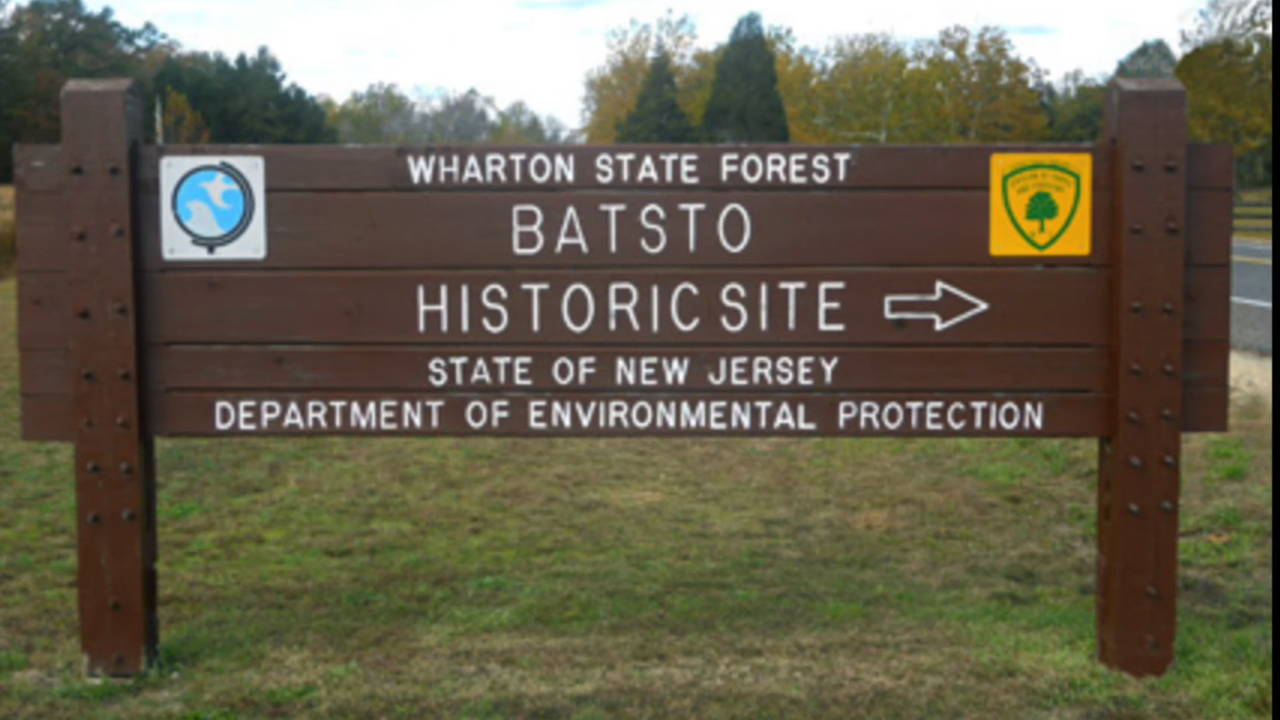 WHARTON STATE FOREST
BATSTO
HISTORIC SITE
STATE OF NEW JERSEY
DEPARTMENT OF ENVIRONMENTAL PROTECTION